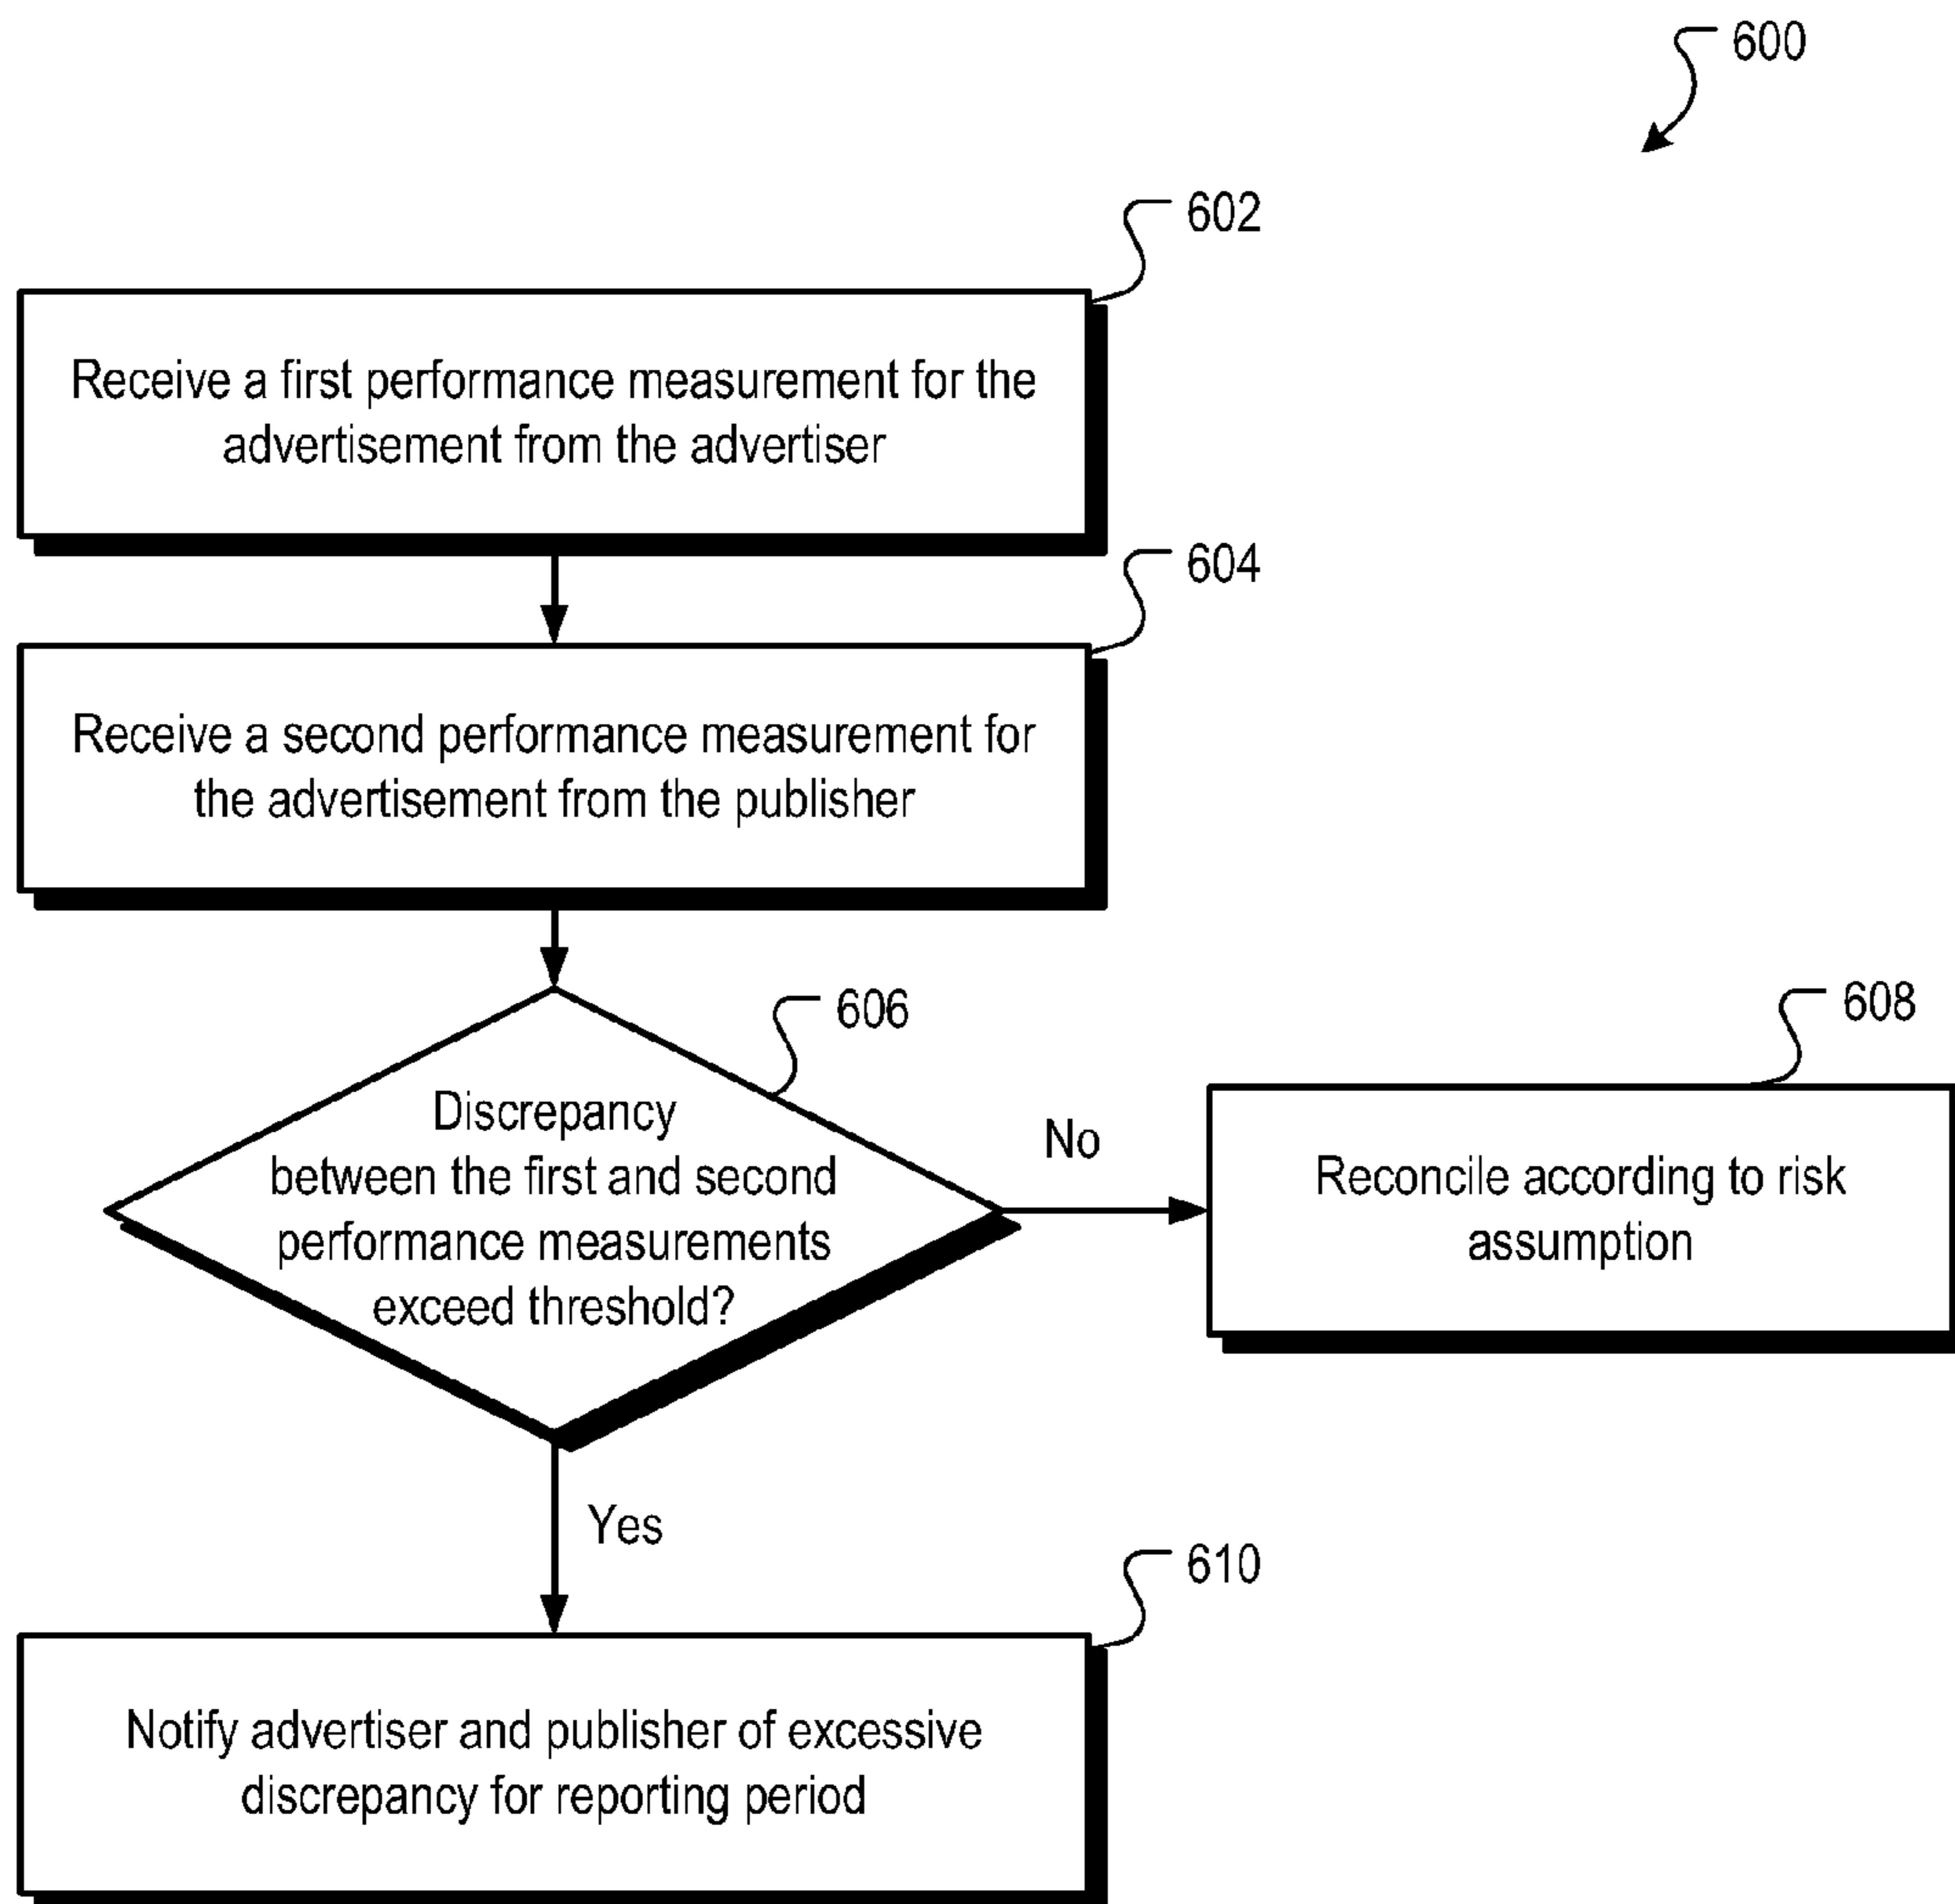 600
602
Receive a first performance measurement for the
advertisement from the advertiser
604
Receive a second performance measurement for
the advertisement from the publisher
606
Discrepancy
between the first and second
performance measurements
exceed threshold?
No
608
Reconcile according to risk
assumption
Yes
610
Notify advertiser and publisher of excessive
discrepancy for reporting period